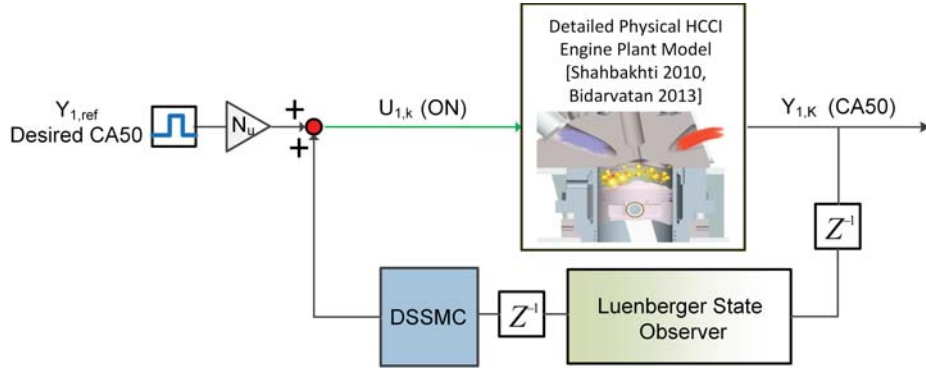 Detailed Physical HCCI
Engine Plant Model
[Shahbakhti 2010,
Bidarvatan 2013]
Y1,ref
Desired CA50
Nu
+
+
U1,k (ON)
Y1,K (CA50)
Z-1
DSSMC
Z-1
Luenberger State
Observer